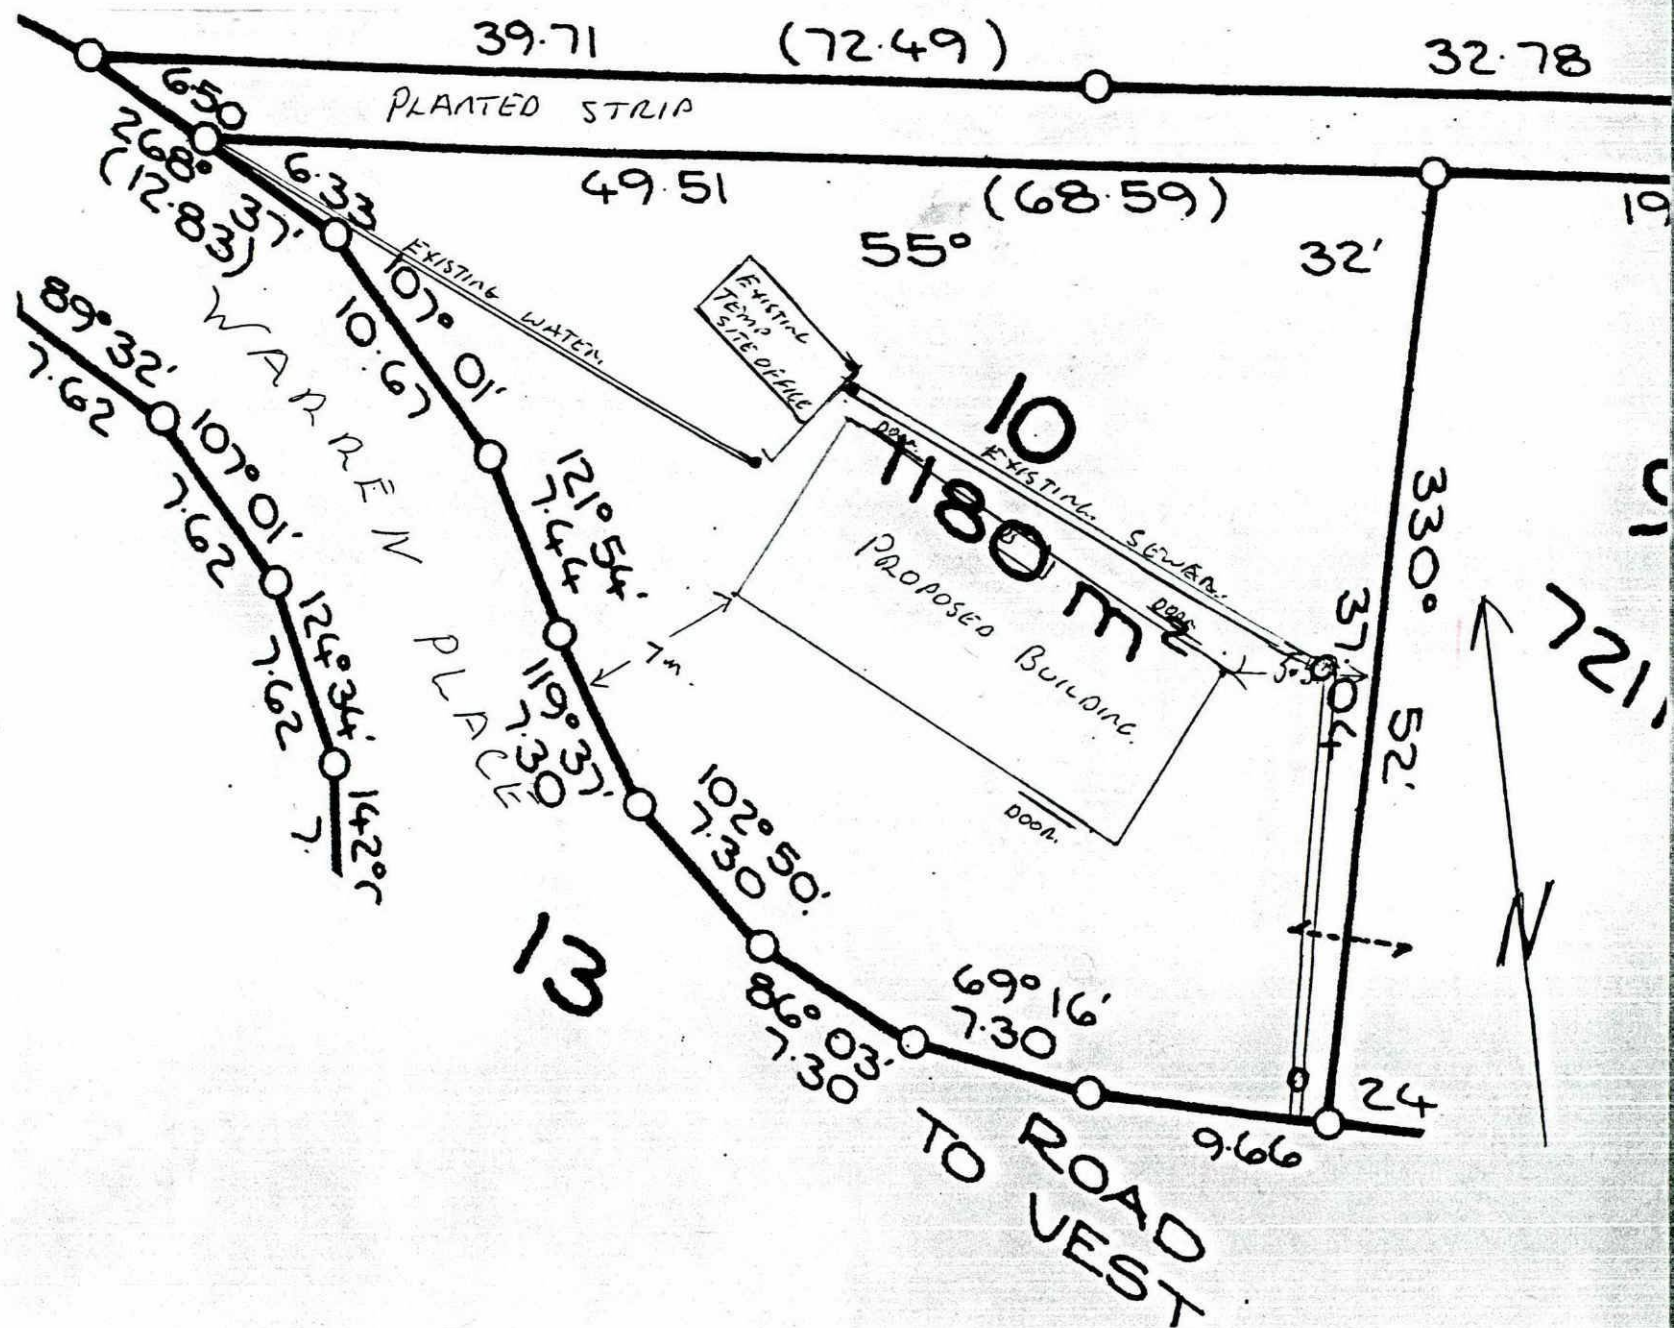 39.71 (72.49) 32.78
6.50
PLANTED STRIP
268° 37'
(12.83)
6.33
49.51 (68.59) 19
55° 32'
89° 32'
7.62
107° 01'
7.62
124° 34'
7.62
142°
7.
WARREN PLACE
107° 01'
10.67
EXISTING WATER.
EXISTING
TEMP
SITE OFFICE
10
1180 m2
EXISTING SEWER.
DOOR.
DOOR
PROPOSED BUILDING.
DOOR.
121° 54'
7.44
7m.
119° 37'
7.30
102° 50'
7.30
86° 03'
7.30
69° 16'
7.30
9.66
24
330° 52'
37.04
5.5
721
N
13
ROAD
TO VEST